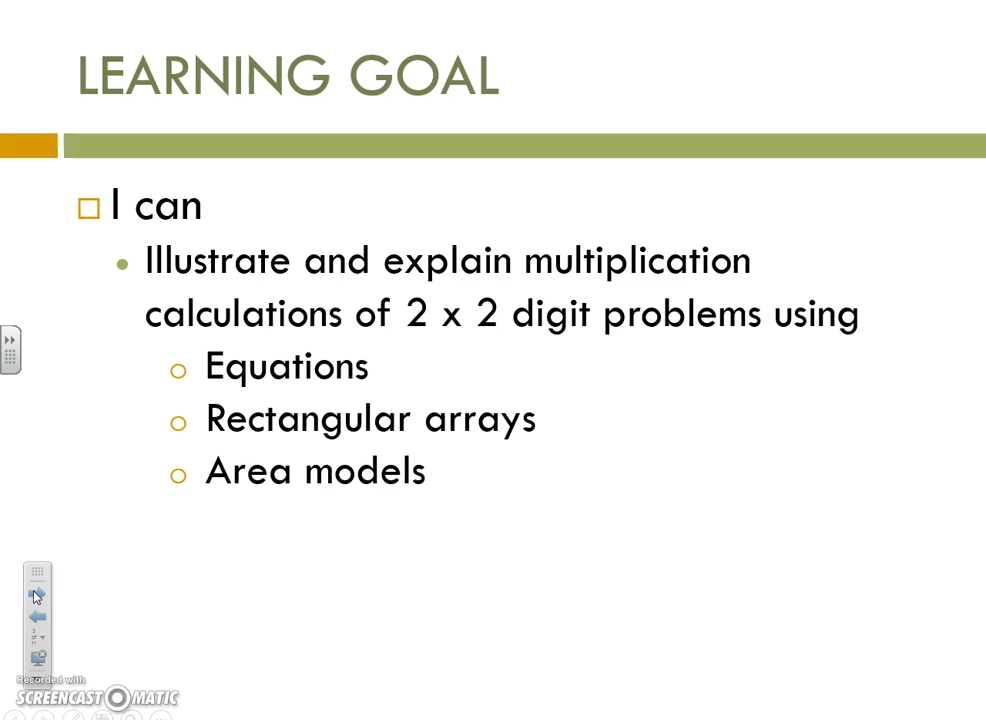 LEARNING GOAL
I can
Illustrate and explain multiplication
calculations of 2 x 2 digit problems using
Equations
Rectangular arrays
Area models
Recorded with
SCREENCAST MATIC